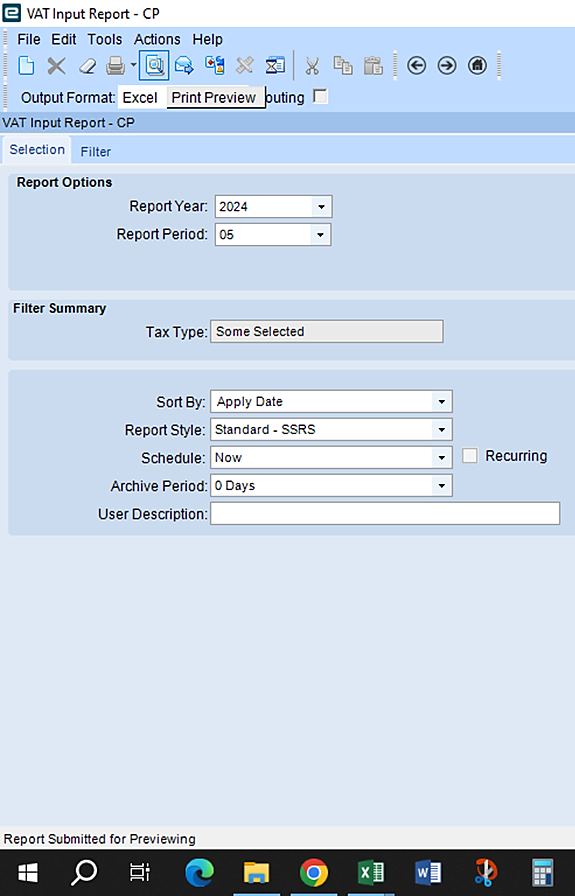 VAT Input Report - CP
File Edit Tools Actions Help
Output Format: Excel Print Preview outing
VAT Input Report - CP
Selection Filter
Report Options
Report Year: 2024
Report Period: 05
Filter Summary
Tax Type: Some Selected
Sort By: Apply Date
Report Style: Standard - SSRS
Schedule: Now Recurring
Archive Period: 0 Days
User Description:
Report Submitted for Previewing